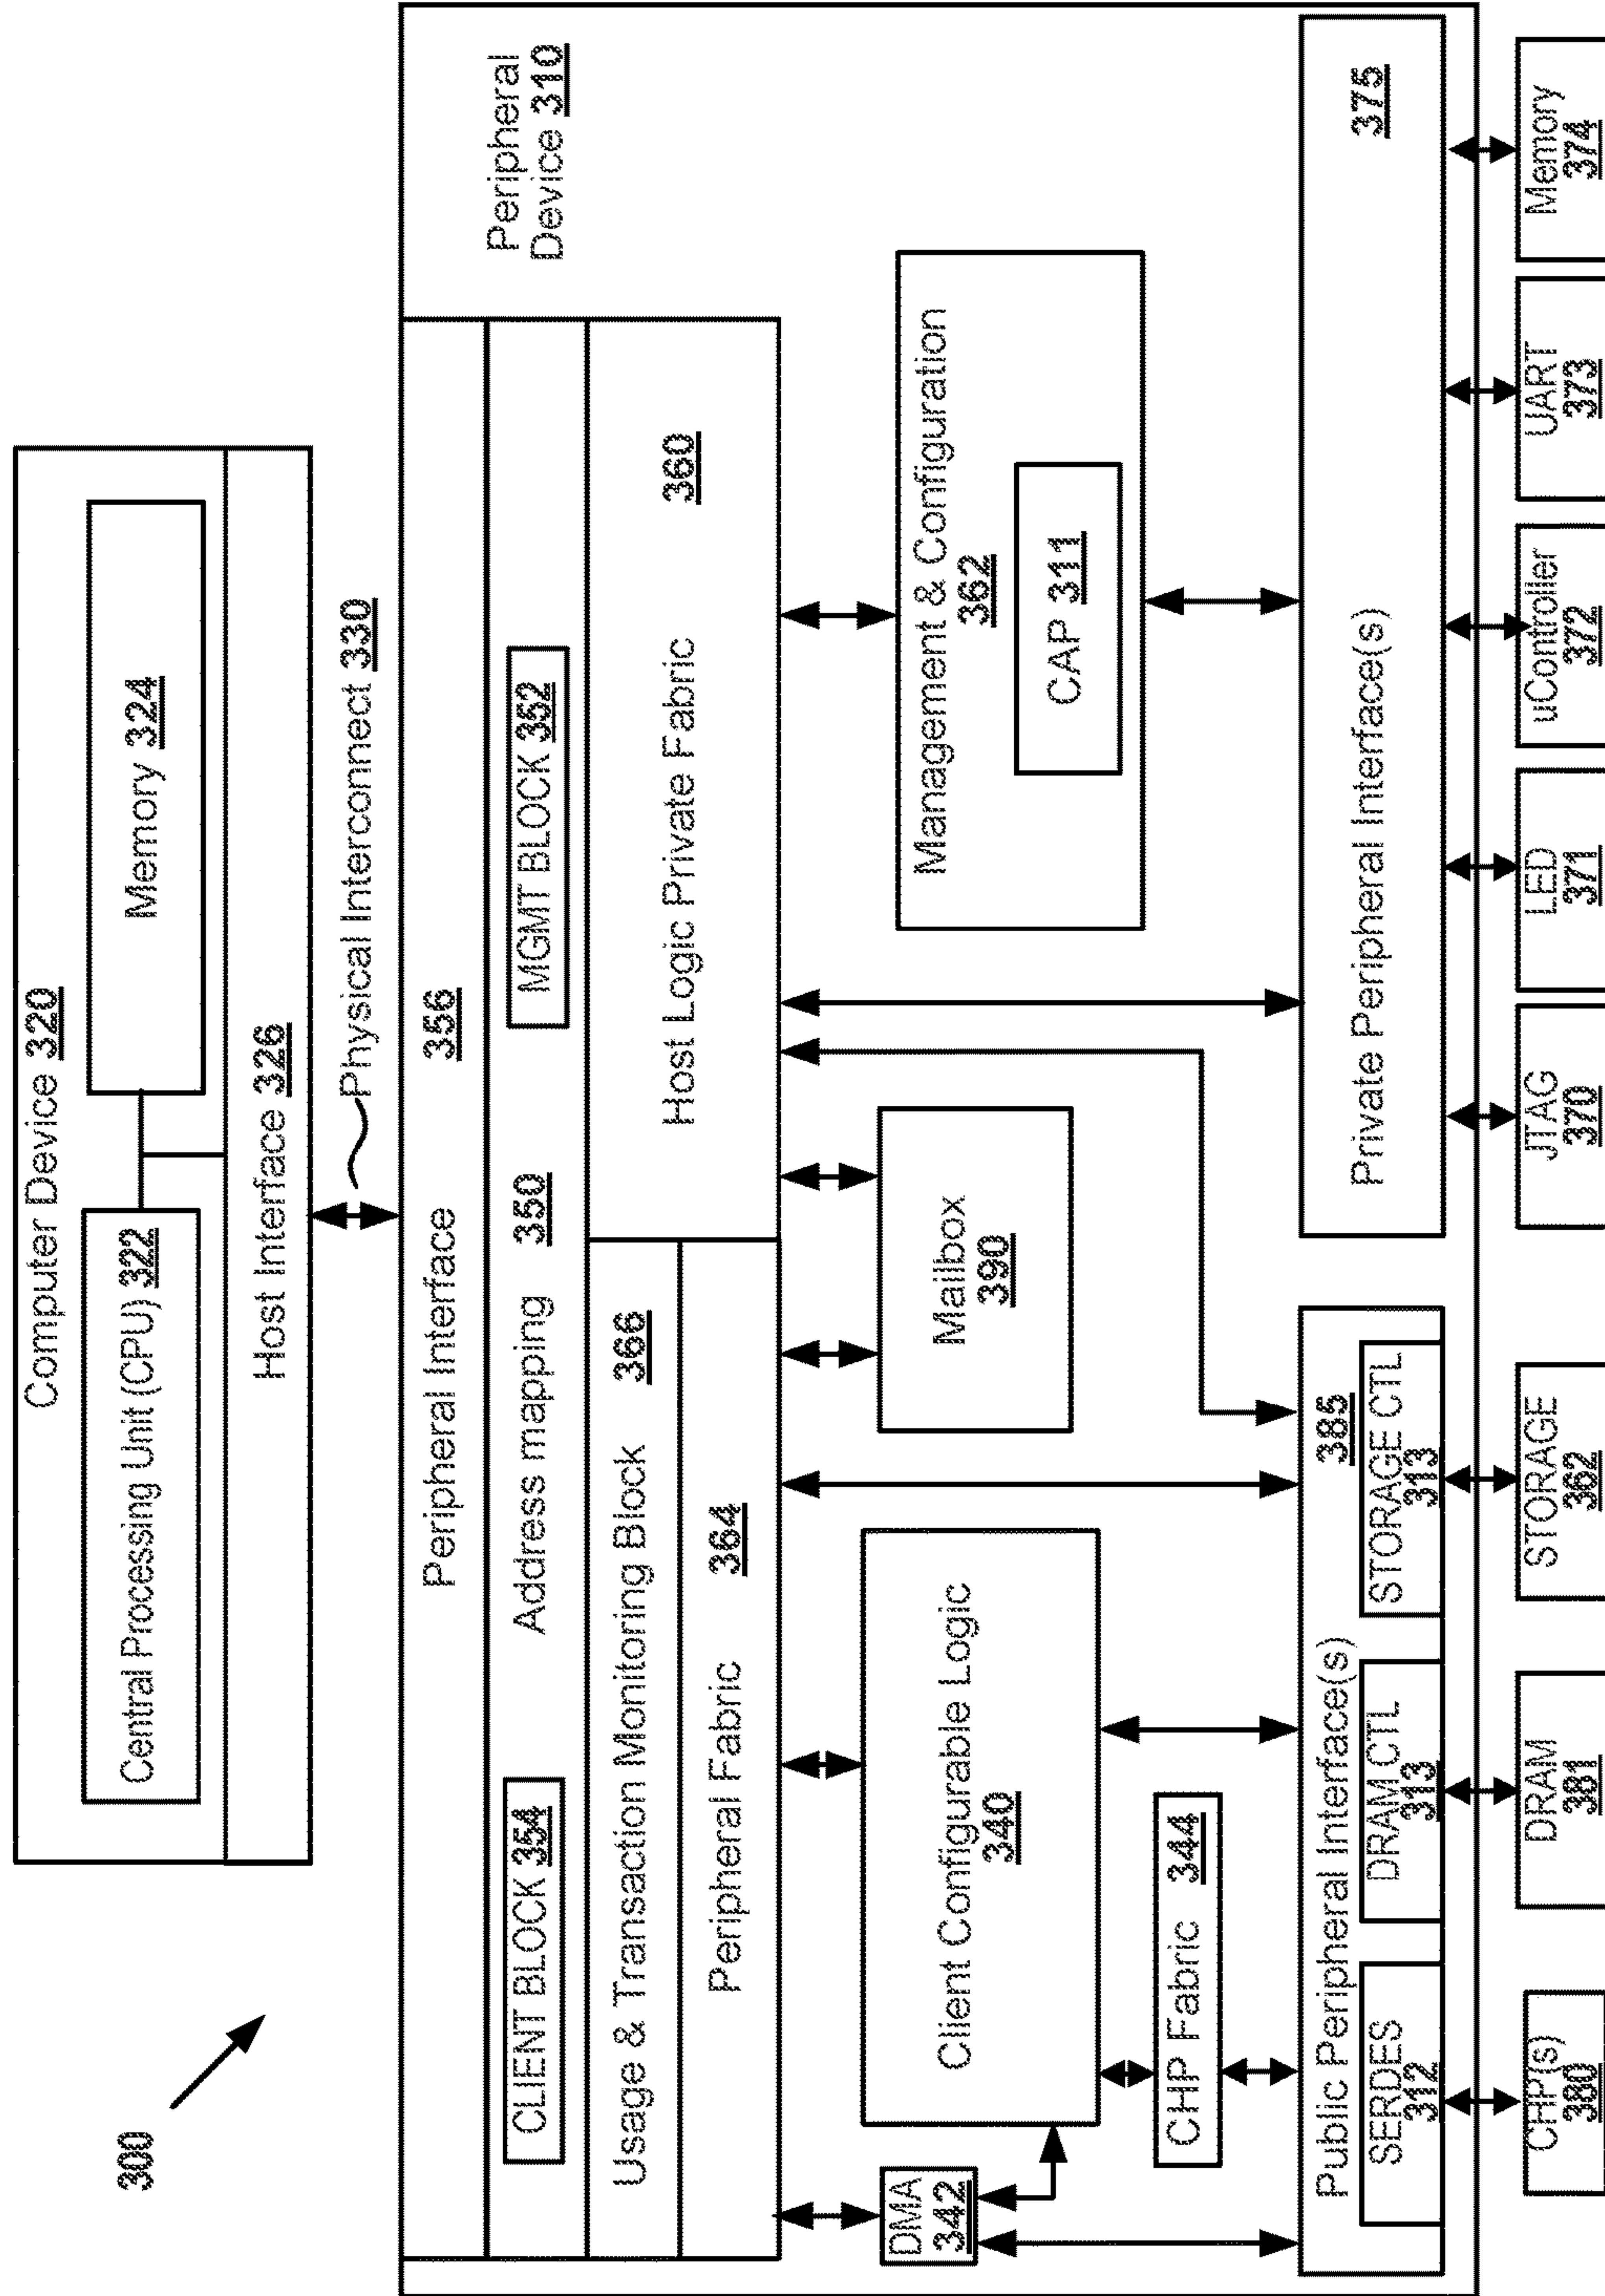 300
Computer Device 320
Central Processing Unit (CPU) 322
Memory 324
Host Interface 326
Physical Interconnect 330
Peripheral
Device 310
Peripheral Interface 356
CLIENT BLOCK 354
Address mapping 350
MGMT BLOCK 352
Usage & Transaction Monitoring Block 366
Peripheral Fabric 364
Host Logic Private Fabric 360
DMA
342
Client Configurable Logic
340
Mailbox
390
Management & Configuration
362
CAP 311
CHP Fabric 344
Public Peripheral Interface(s) 385
SERDES
312
DRAM CTL
313
STORAGE CTL
313
Private Peripheral Interface(s) 375
CHP(s)
380
DRAM
381
STORAGE
362
JTAG
370
LED
371
uController
372
UART
373
Memory
374